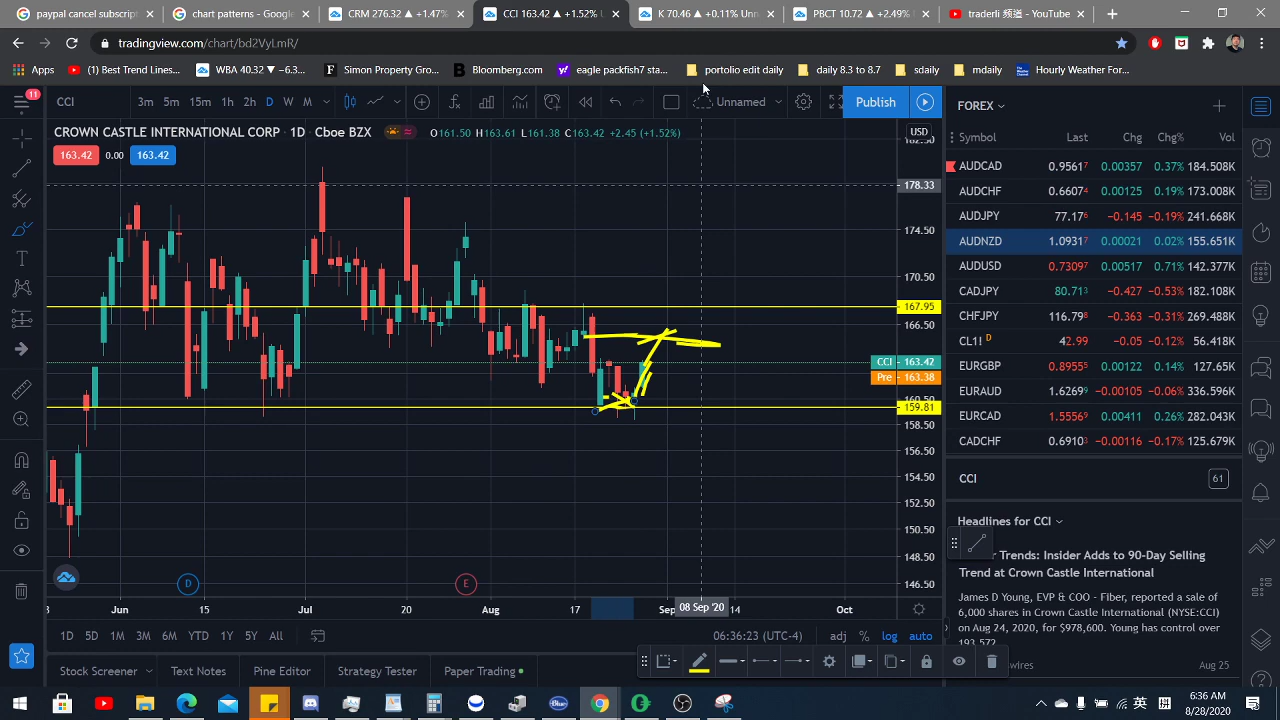 paypal cancel subscript
chart patterns - Google
CRM 276.32 ▲ +1.47%
CCI 163.42 ▲ +1.52% U
K 70.46 ▲ +0.11% Unn
PBCT 10.72 ▲ +2.49%
traderli 频道 - YouTube
tradingview.com/chart/bd2VyLmR/
Apps
(1) Best Trend Lines...
WBA 40.32 ▼ −6.3...
Simon Property Gro...
Bloomberg.com
eagle packfish7 sta...
portolio edit daily
daily 8.3 to 8.7
sdaily
mdaily
Hourly Weather For...
11
CCI
3m 5m 15m 1h 2h D W M
Unnamed
Publish
FOREX
CROWN CASTLE INTERNATIONAL CORP · 1D · Cboe BZX
O161.50 H163.61 L161.38 C163.42 +2.45 (+1.52%)
USD
163.42 0.00 163.42
182.50
178.33
174.50
170.50
167.95
166.50
CCI 163.42
Pre 163.38
160.50
159.81
158.50
156.50
154.50
152.50
150.50
148.50
146.50
D
E
3 Jun 15 Jul 20 Aug 17 Sep 08 Sep '20 14 Oct
1D 5D 1M 3M 6M YTD 1Y 5Y All
06:36:23 (UTC-4)
adj % log auto
Stock Screener
Text Notes
Pine Editor
Strategy Tester
Paper Trading
Symbol Last Chg Chg% Vol
AUDCAD 0.95617 0.00357 0.37% 184.508K
AUDCHF 0.66074 0.00125 0.19% 173.008K
AUDJPY 77.176 −0.145 −0.19% 241.668K
AUDNZD 1.09317 0.00021 0.02% 155.651K
AUDUSD 0.73097 0.00517 0.71% 142.377K
CADJPY 80.713 −0.427 −0.53% 182.108K
CHFJPY 116.798 −0.363 −0.31% 269.488K
CL1! D 42.99 −0.05 −0.12% 56.418K
EURGBP 0.89555 0.00122 0.14% 127.65K
EURAUD 1.62699 −0.00105 −0.06% 336.596K
EURCAD 1.55569 0.00411 0.26% 282.043K
CADCHF 0.69103 −0.00116 −0.17% 125.679K
CCI
61
Headlines for CCI
Trends: Insider Adds to 90-Day Selling
Trend at Crown Castle International
James D Young, EVP & COO - Fiber, reported a sale of
6,000 shares in Crown Castle International (NYSE:CCI)
on Aug 24, 2020, for $978,600. Young has control over
193,572
wires
Aug 25
英
拼
6:36 AM
8/28/2020